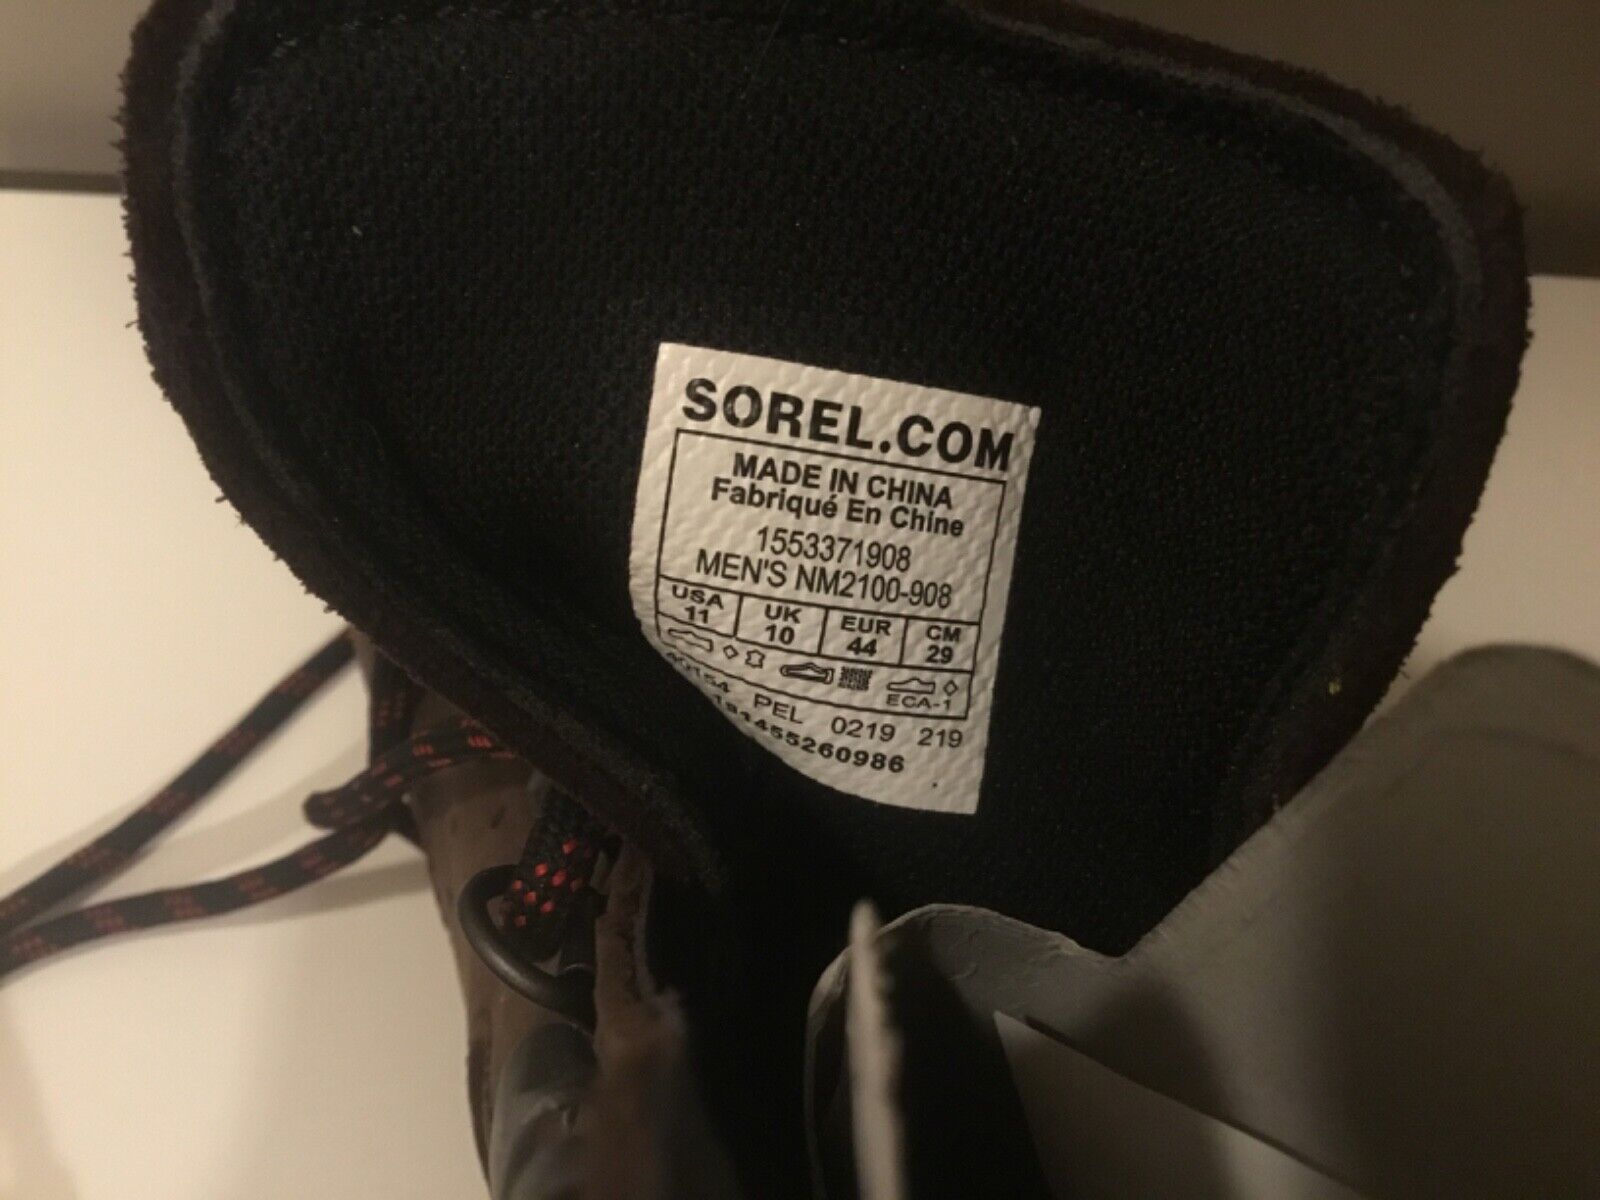 SOREL.COM
MADE IN CHINA
Fabriqué En Chine
1553371908
MEN'S NM2100-908
USA UK EUR CM
11 10 44 29
ECA-1
PEL 0219 219